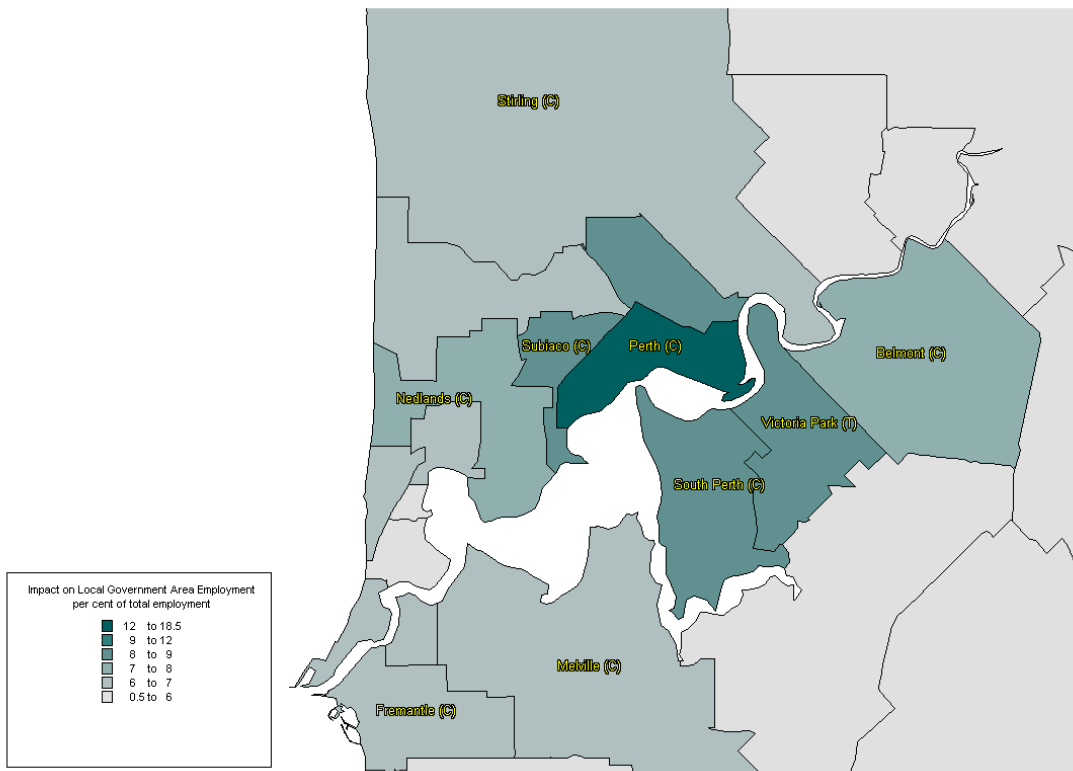 Stirling (C)
Subiaco (C)
Perth (C)
Belmont (C)
Nedlands (C)
Victoria Park (T)
South Perth (C)
Melville (C)
Fremantle (C)
Impact on Local Government Area Employment
per cent of total employment
12 to 18.5
9 to 12
8 to 9
7 to 8
6 to 7
0.5 to 6